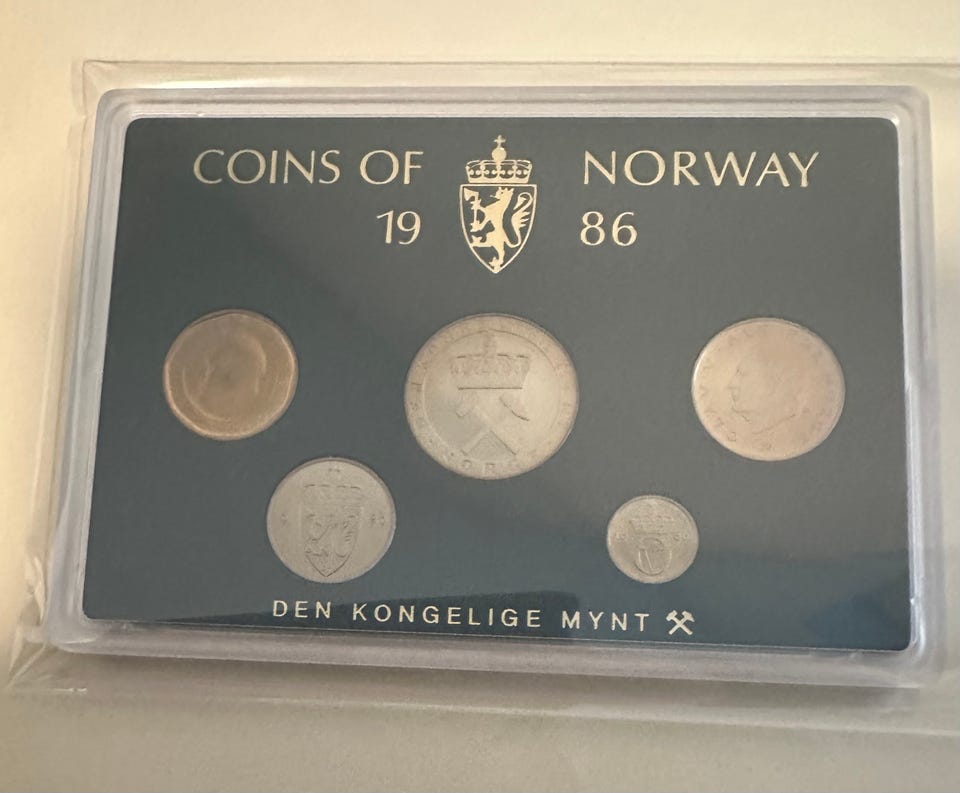 COINS OF NORWAY
19 86
DEN KONGELIGE MYNT